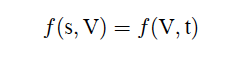 f(s, V) = f(V, t)